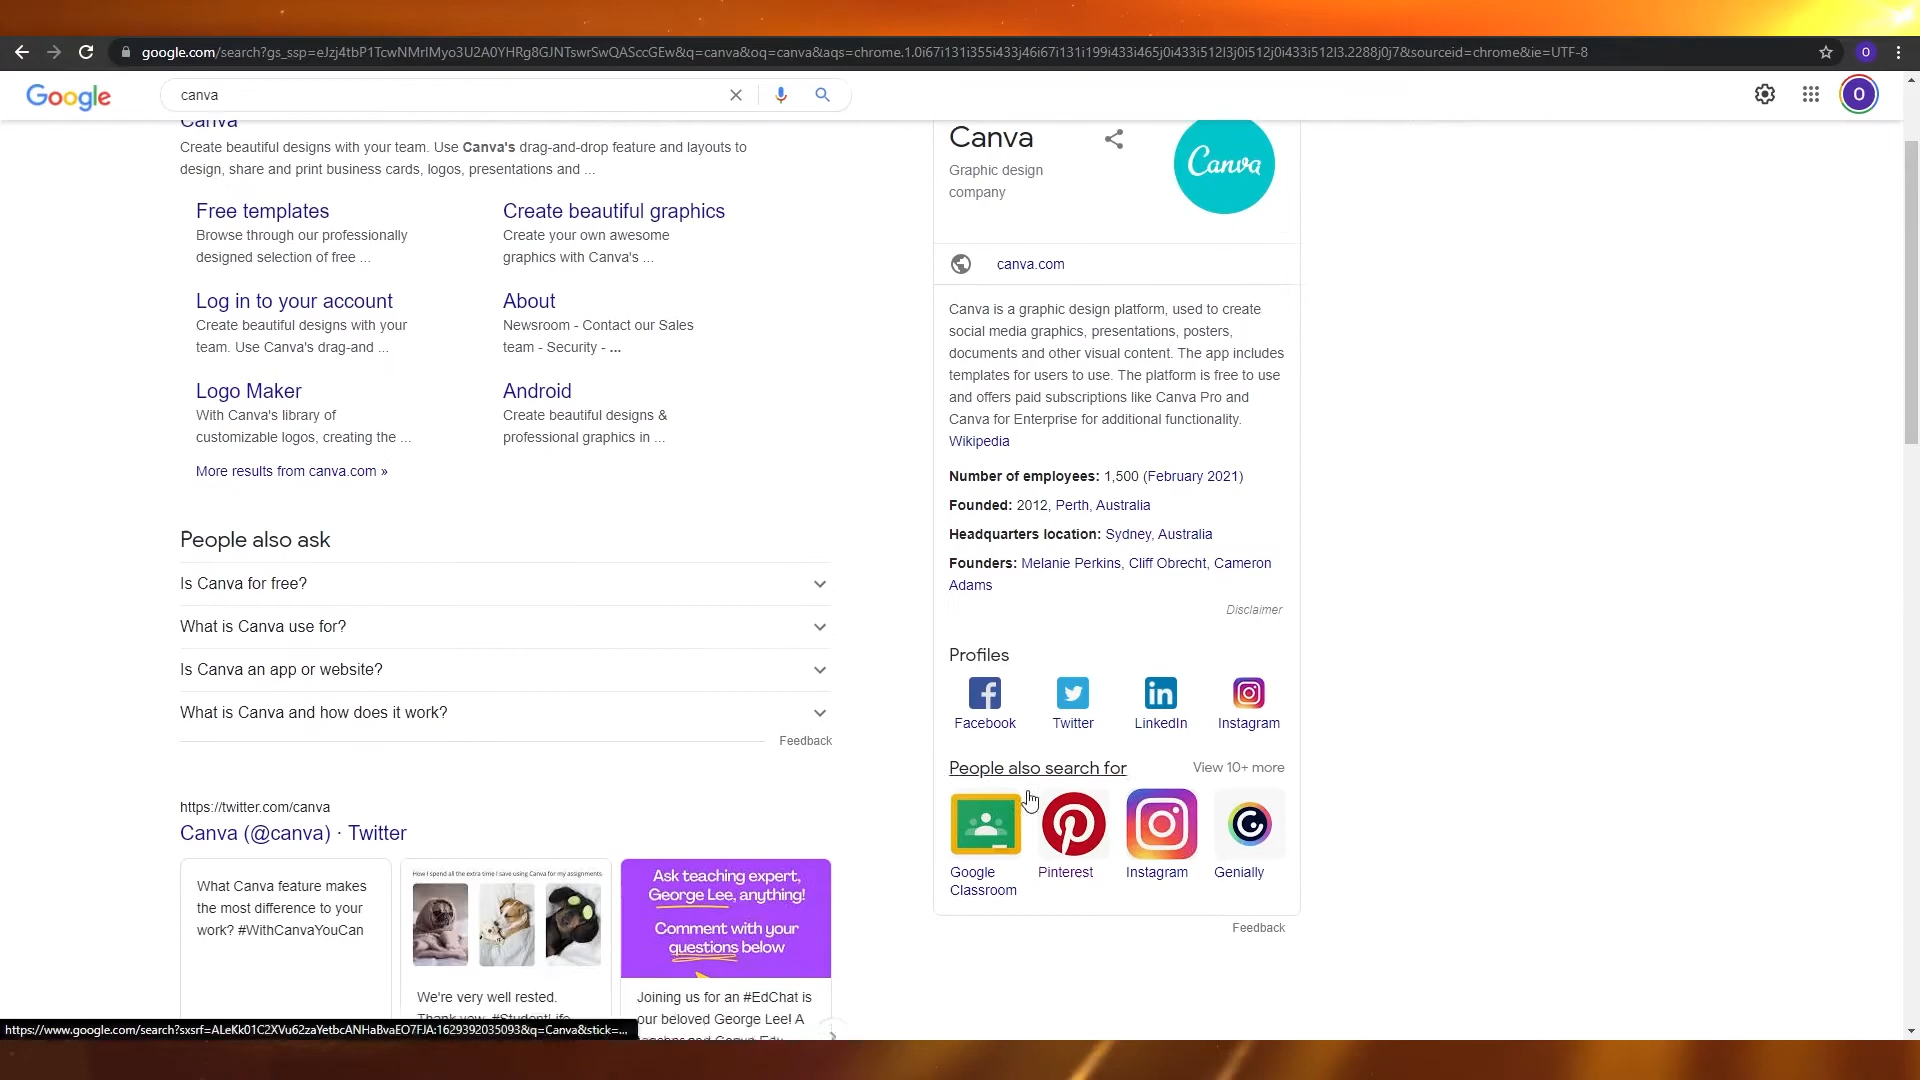 google.com/search?gs_ssp=eJzj4tbP1TcwNMrIMyo3U2A0YHRg8GJNTswrSwQASccGEw&q=canva&oq=canva&aqs=chrome.1.0i67i131i355i433j46i67i131i199i433i465j0i433i512l3j0i512j0i433i512l3.2288j0j7&sourceid=chrome&ie=UTF-8
O
Google
canva
O
Canva
Create beautiful designs with your team. Use Canva's drag-and-drop feature and layouts to
design, share and print business cards, logos, presentations and ...
Free templates
Browse through our professionally
designed selection of free ...
Create beautiful graphics
Create your own awesome
graphics with Canva's ...
Log in to your account
Create beautiful designs with your
team. Use Canva's drag-and ...
About
Newsroom - Contact our Sales
team - Security - ...
Logo Maker
With Canva's library of
customizable logos, creating the ...
Android
Create beautiful designs &
professional graphics in ...
More results from canva.com »
People also ask
Is Canva for free?
What is Canva use for?
Is Canva an app or website?
What is Canva and how does it work?
Feedback
https://twitter.com/canva
Canva (@canva) · Twitter
What Canva feature makes
the most difference to your
work? #WithCanvaYouCan
How I spend all the extra time I save using Canva for my assignments
We're very well rested.
Thank you, #StudentLife
Ask teaching expert,
George Lee, anything!
Comment with your
questions below
Joining us for an #EdChat is
our beloved George Lee! A
Canva
Graphic design
company
Canva
canva.com
Canva is a graphic design platform, used to create
social media graphics, presentations, posters,
documents and other visual content. The app includes
templates for users to use. The platform is free to use
and offers paid subscriptions like Canva Pro and
Canva for Enterprise for additional functionality.
Wikipedia
Number of employees: 1,500 (February 2021)
Founded: 2012, Perth, Australia
Headquarters location: Sydney, Australia
Founders: Melanie Perkins, Cliff Obrecht, Cameron
Adams
Disclaimer
Profiles
Facebook
Twitter
LinkedIn
Instagram
People also search for
View 10+ more
Google
Classroom
Pinterest
Instagram
Genially
Feedback
https://www.google.com/search?sxsrf=ALeKk01C2XVu62zaYetbcANHaBvaEO7FJA:1629392035093&q=Canva&stick=...